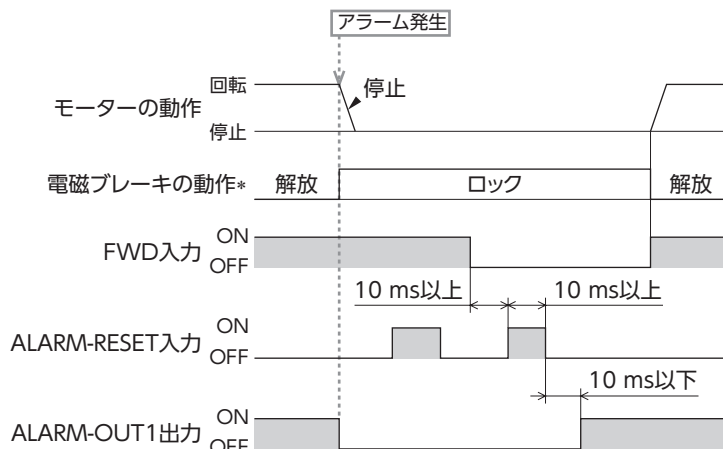 アラーム発生
回転
モーターの動作
停止
停止
電磁ブレーキの動作*
解放
ロック
解放
FWD入力
ON
OFF
10 ms以上
10 ms以上
ALARM-RESET入力
ON
OFF
10 ms以下
ALARM-OUT1出力
ON
OFF